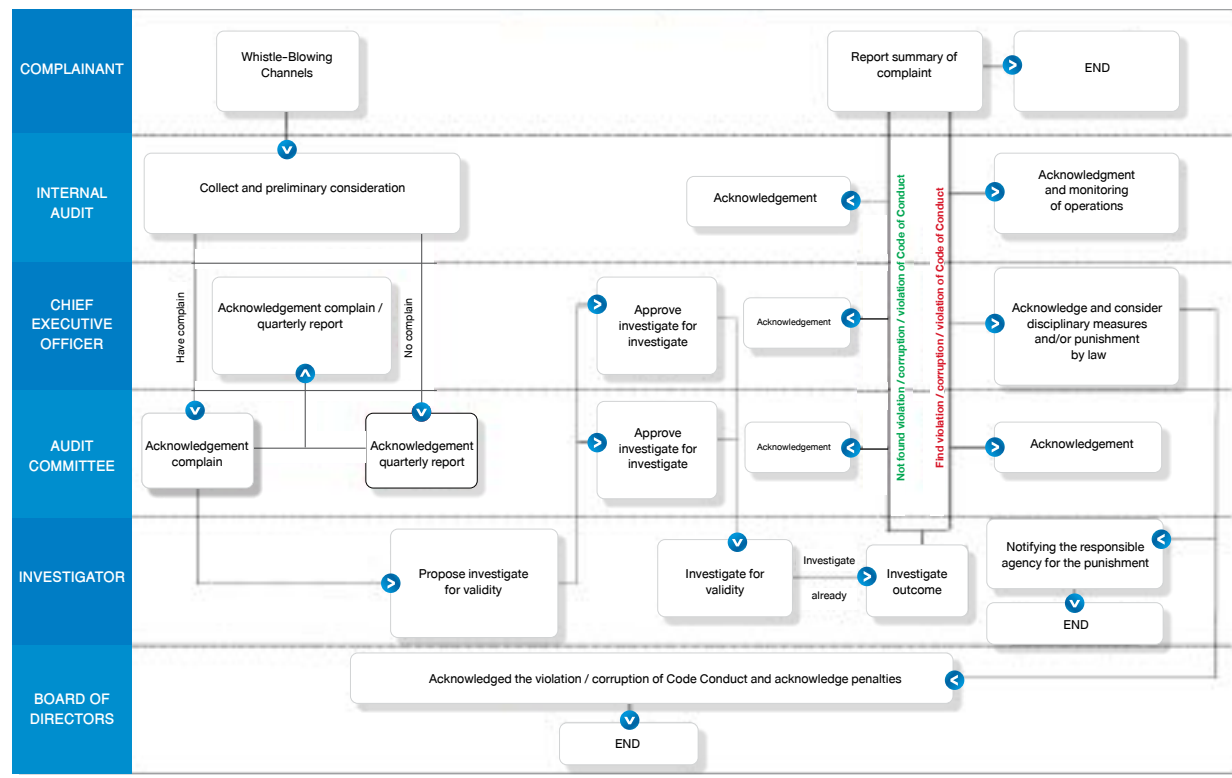 COMPLAINANT
Whistle-Blowing
Channels
Report summary of
complaint
END
INTERNAL
AUDIT
Collect and preliminary consideration
Acknowledgement
Acknowledgment
and monitoring
of operations
Not found violation / corruption / violation of Code of Conduct
Find violation / corruption / violation of Code of Conduct
CHIEF
EXECUTIVE
OFFICER
Have complain
Acknowledgement complain /
quarterly report
No complain
Approve
investigate for
investigate
Acknowledgement
Acknowledge and consider
disciplinary measures
and/or punishment
by law
AUDIT
COMMITTEE
Acknowledgement
complain
Acknowledgement
quarterly report
Approve
investigate for
investigate
Acknowledgement
Acknowledgement
INVESTIGATOR
Propose investigate
for validity
Investigate for
validity
Investigate
already
Investigate
outcome
Notifying the responsible
agency for the punishment
END
BOARD OF
DIRECTORS
Acknowledged the violation / corruption of Code Conduct and acknowledge penalties
END